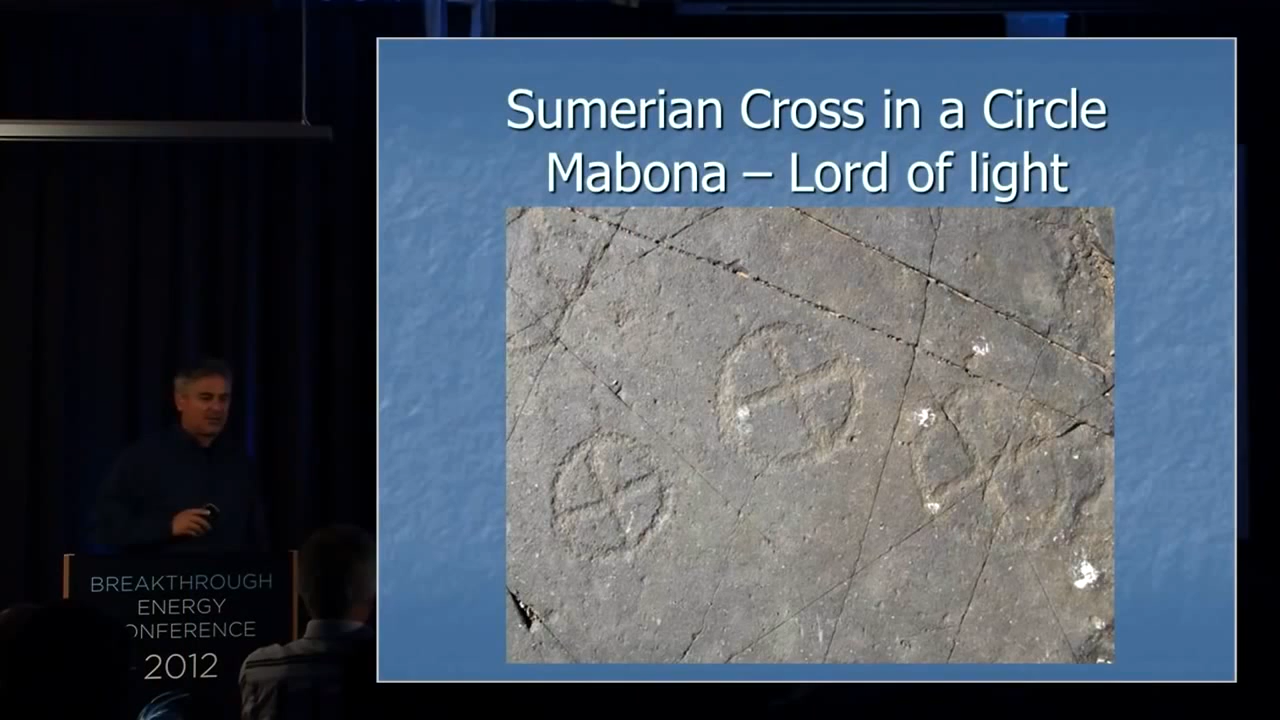 Sumerian Cross in a Circle
Mabona – Lord of light
BREAKTHROUGH
ENERGY
ONFERENCE
2012